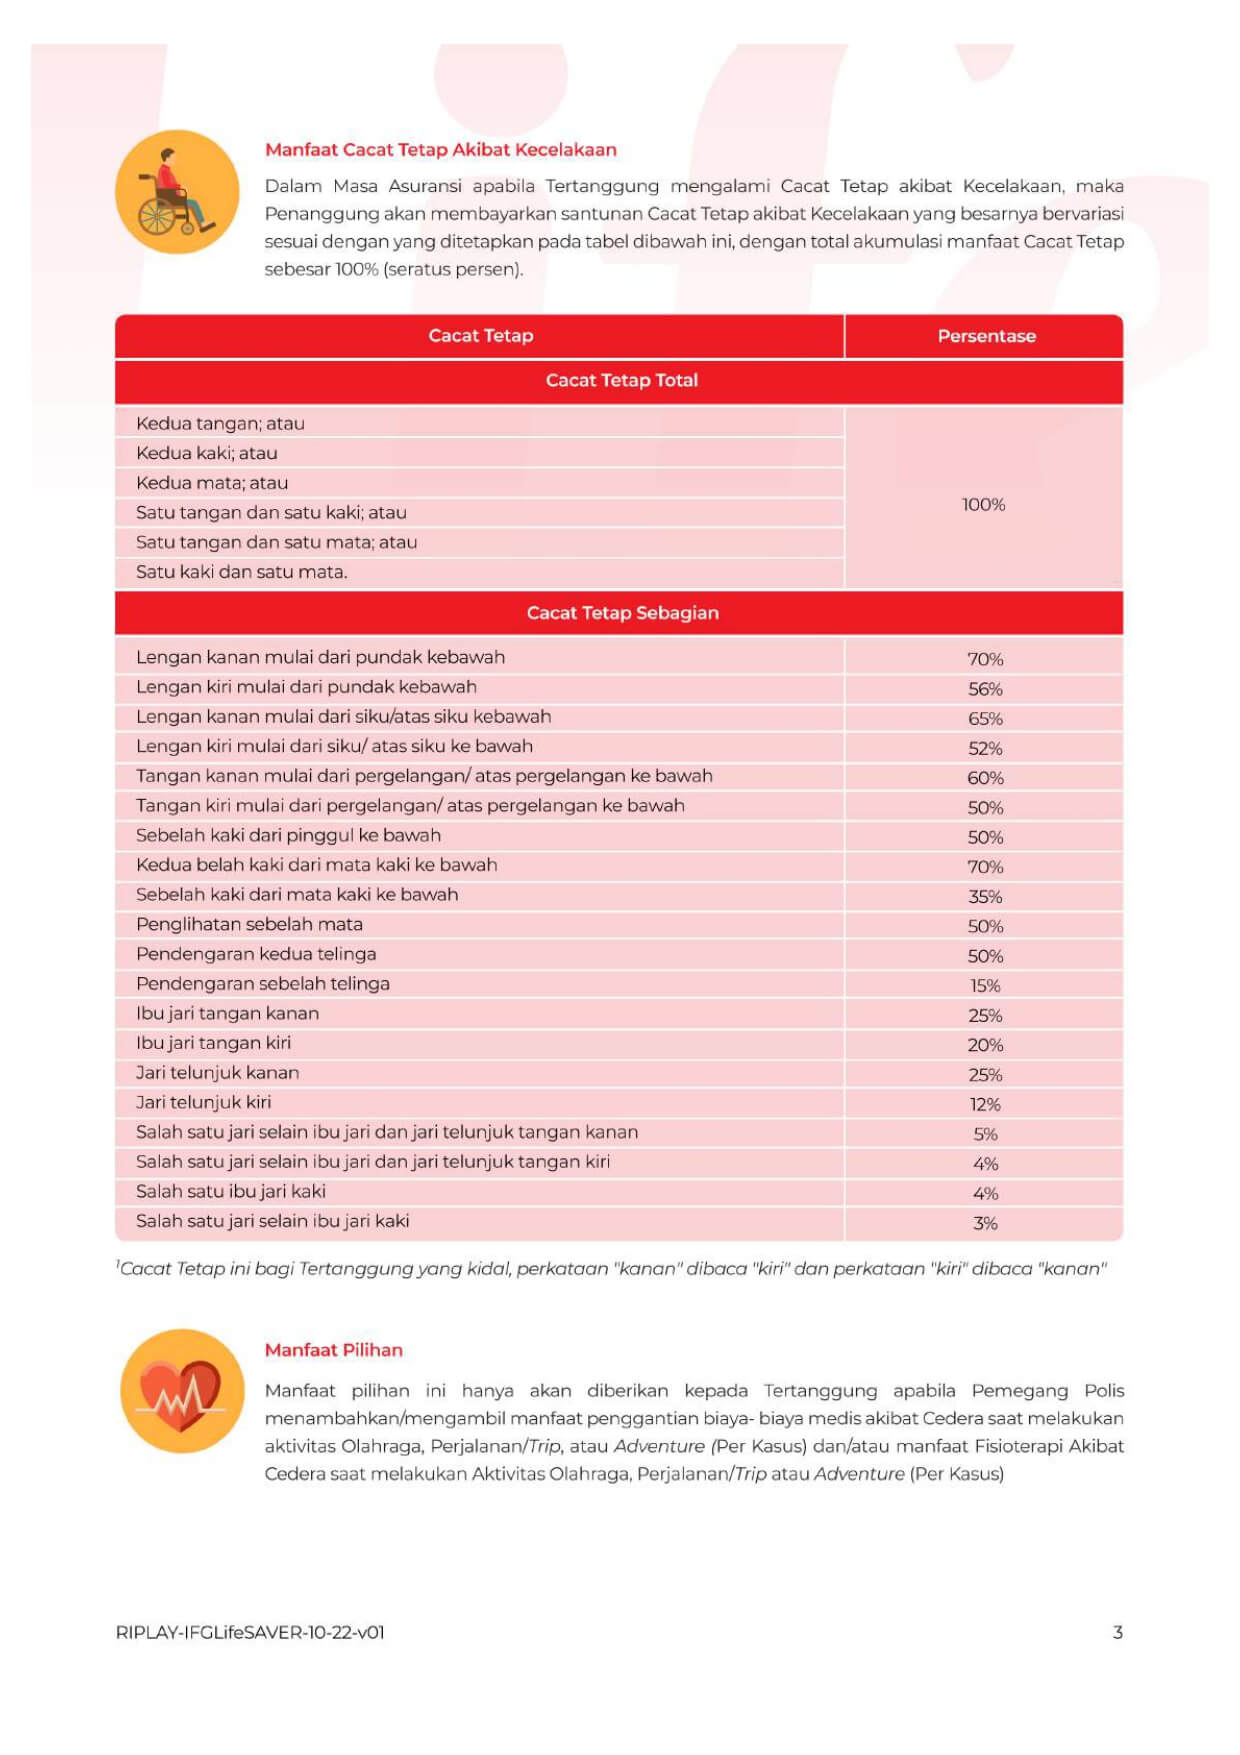 Manfaat Cacat Tetap Akibat Kecelakaan
Dalam Masa Asuransi apabila Tertanggung mengalami Cacat Tetap akibat Kecelakaan, maka
Penanggung akan membayarkan santunan Cacat Tetap akibat Kecelakaan yang besarnya bervariasi
sesuai dengan yang ditetapkan pada tabel dibawah ini, dengan total akumulasi manfaat Cacat Tetap
sebesar 100% (seratus persen).
Cacat Tetap Persentase
Cacat Tetap Total
Kedua tangan; atau
Kedua kaki; atau
Kedua mata; atau
100%
Satu tangan dan satu kaki; atau
Satu tangan dan satu mata; atau
Satu kaki dan satu mata.
Cacat Tetap Sebagian
Lengan kanan mulai dari pundak kebawah 70%
Lengan kiri mulai dari pundak kebawah 56%
Lengan kanan mulai dari siku/atas siku kebawah 65%
Lengan kiri mulai dari siku/ atas siku ke bawah 52%
Tangan kanan mulai dari pergelangan/ atas pergelangan ke bawah 60%
Tangan kiri mulai dari pergelangan/ atas pergelangan ke bawah 50%
Sebelah kaki dari pinggul ke bawah 50%
Kedua belah kaki dari mata kaki ke bawah 70%
Sebelah kaki dari mata kaki ke bawah 35%
Penglihatan sebelah mata 50%
Pendengaran kedua telinga 50%
Pendengaran sebelah telinga 15%
Ibu jari tangan kanan 25%
Ibu jari tangan kiri 20%
Jari telunjuk kanan 25%
Jari telunjuk kiri 12%
Salah satu jari selain ibu jari dan jari telunjuk tangan kanan 5%
Salah satu jari selain ibu jari dan jari telunjuk tangan kiri 4%
Salah satu ibu jari kaki 4%
Salah satu jari selain ibu jari kaki 3%
¹Cacat Tetap ini bagi Tertanggung yang kidal, perkataan "kanan" dibaca "kiri" dan perkataan "kiri" dibaca "kanan"
Manfaat Pilihan
Manfaat pilihan ini hanya akan diberikan kepada Tertanggung apabila Pemegang Polis
menambahkan/mengambil manfaat penggantian biaya- biaya medis akibat Cedera saat melakukan
aktivitas Olahraga, Perjalanan/Trip, atau Adventure (Per Kasus) dan/atau manfaat Fisioterapi Akibat
Cedera saat melakukan Aktivitas Olahraga, Perjalanan/Trip atau Adventure (Per Kasus)
RIPLAY-IFGLifeSAVER-10-22-v01 3